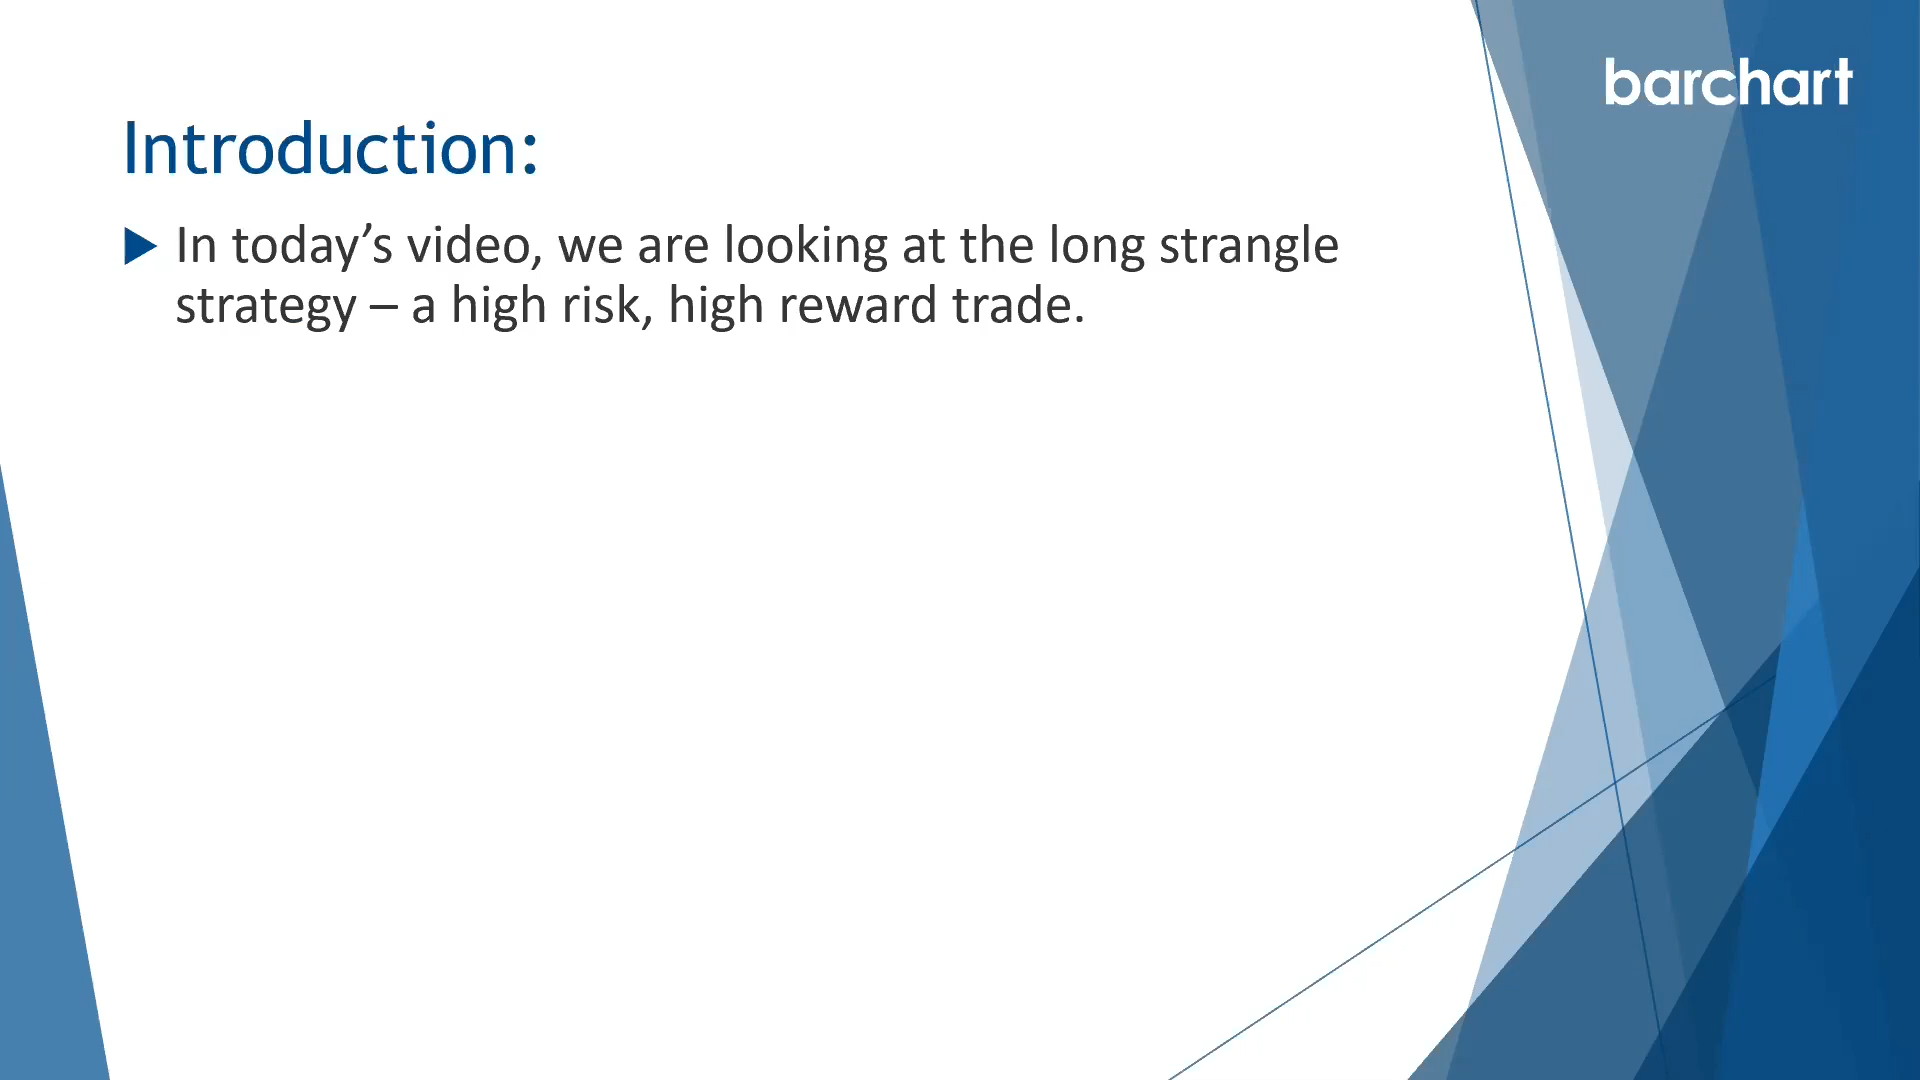 barchart
Introduction:
In today’s video, we are looking at the long strangle
strategy – a high risk, high reward trade.